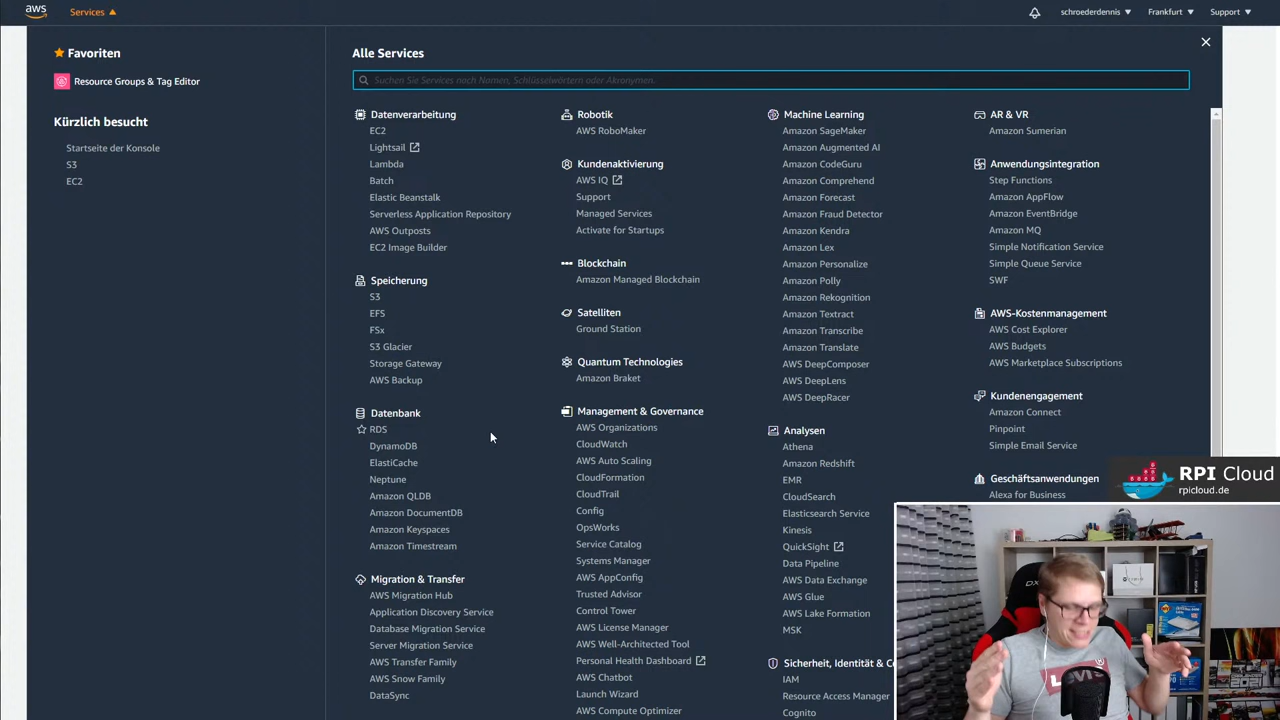 aws
Services
schroederdennis
Frankfurt
Support
Favoriten
Resource Groups & Tag Editor
Kürzlich besucht
Startseite der Konsole
S3
EC2
Alle Services
Suchen Sie Services nach Namen, Schlüsselwörtern oder Akronymen.
Datenverarbeitung
EC2
Lightsail
Lambda
Batch
Elastic Beanstalk
Serverless Application Repository
AWS Outposts
EC2 Image Builder
Speicherung
S3
EFS
FSx
S3 Glacier
Storage Gateway
AWS Backup
Datenbank
RDS
DynamoDB
ElastiCache
Neptune
Amazon QLDB
Amazon DocumentDB
Amazon Keyspaces
Amazon Timestream
Migration & Transfer
AWS Migration Hub
Application Discovery Service
Database Migration Service
Server Migration Service
AWS Transfer Family
AWS Snow Family
DataSync
Robotik
AWS RoboMaker
Kundenaktivierung
AWS IQ
Support
Managed Services
Activate for Startups
Blockchain
Amazon Managed Blockchain
Satelliten
Ground Station
Quantum Technologies
Amazon Braket
Management & Governance
AWS Organizations
CloudWatch
AWS Auto Scaling
CloudFormation
CloudTrail
Config
OpsWorks
Service Catalog
Systems Manager
AWS AppConfig
Trusted Advisor
Control Tower
AWS License Manager
AWS Well-Architected Tool
Personal Health Dashboard
AWS Chatbot
Launch Wizard
AWS Compute Optimizer
Machine Learning
Amazon SageMaker
Amazon Augmented AI
Amazon CodeGuru
Amazon Comprehend
Amazon Forecast
Amazon Fraud Detector
Amazon Kendra
Amazon Lex
Amazon Personalize
Amazon Polly
Amazon Rekognition
Amazon Textract
Amazon Transcribe
Amazon Translate
AWS DeepComposer
AWS DeepLens
AWS DeepRacer
Analysen
Athena
Amazon Redshift
EMR
CloudSearch
Elasticsearch Service
Kinesis
QuickSight
Data Pipeline
AWS Data Exchange
AWS Glue
AWS Lake Formation
MSK
Sicherheit, Identität & Co
IAM
Resource Access Manager
Cognito
AR & VR
Amazon Sumerian
Anwendungsintegration
Step Functions
Amazon AppFlow
Amazon EventBridge
Amazon MQ
Simple Notification Service
Simple Queue Service
SWF
AWS-Kostenmanagement
AWS Cost Explorer
AWS Budgets
AWS Marketplace Subscriptions
Kundenengagement
Amazon Connect
Pinpoint
Simple Email Service
Geschäftsanwendungen
Alexa for Business
RPI Cloud
rpicloud.de